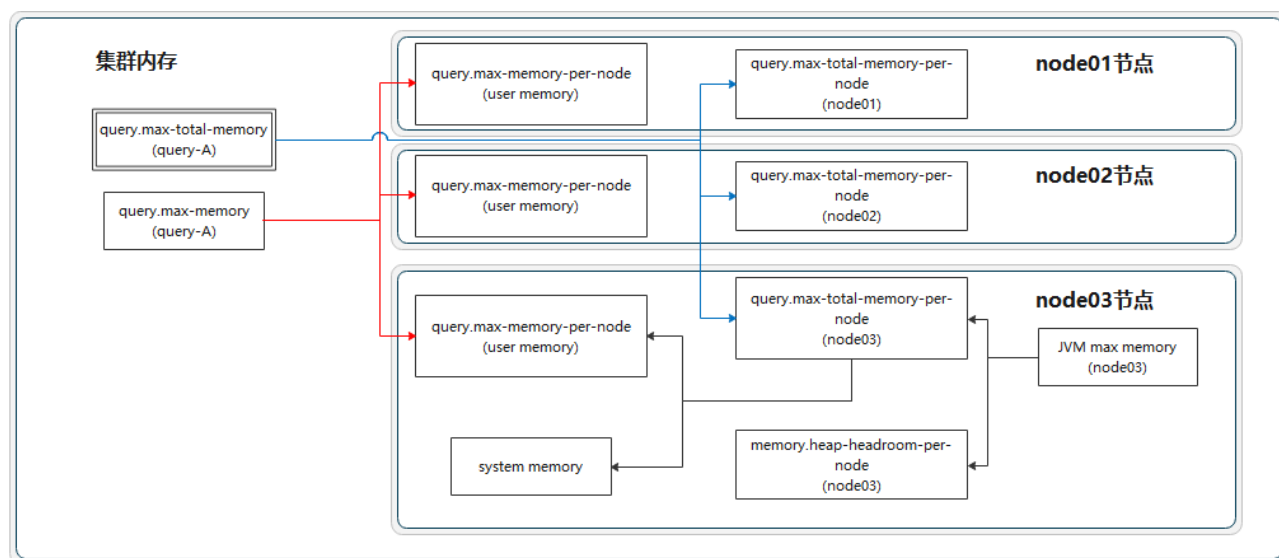 集群内存
query.max-total-memory
(query-A)
query.max-memory
(query-A)
query.max-memory-per-node
(user memory)
query.max-total-memory-per-
node
(node01)
node01节点
query.max-memory-per-node
(user memory)
query.max-total-memory-per-
node
(node02)
node02节点
query.max-memory-per-node
(user memory)
query.max-total-memory-per-
node
(node03)
node03节点
JVM max memory
(node03)
system memory
memory.heap-headroom-per-
node
(node03)